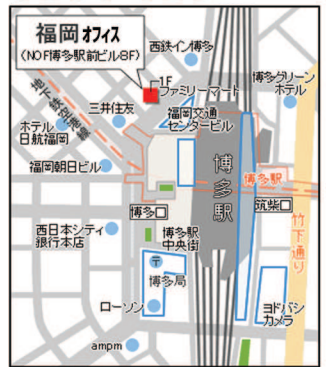 福岡オフィス
(NOF博多駅前ビル8F)
西鉄イン博多
1F
ファミリーマート
博多グリーン
ホテル
地下鉄空港線
三井住友
福岡交通
センタービル
ホテル
日航福岡
福岡朝日ビル
博多駅
博多駅
博多口
筑紫口
竹下通り
西日本シティ
銀行本店
博多駅
中央街
〒
博多局
ローソン
ヨドバシ
カメラ
ampm